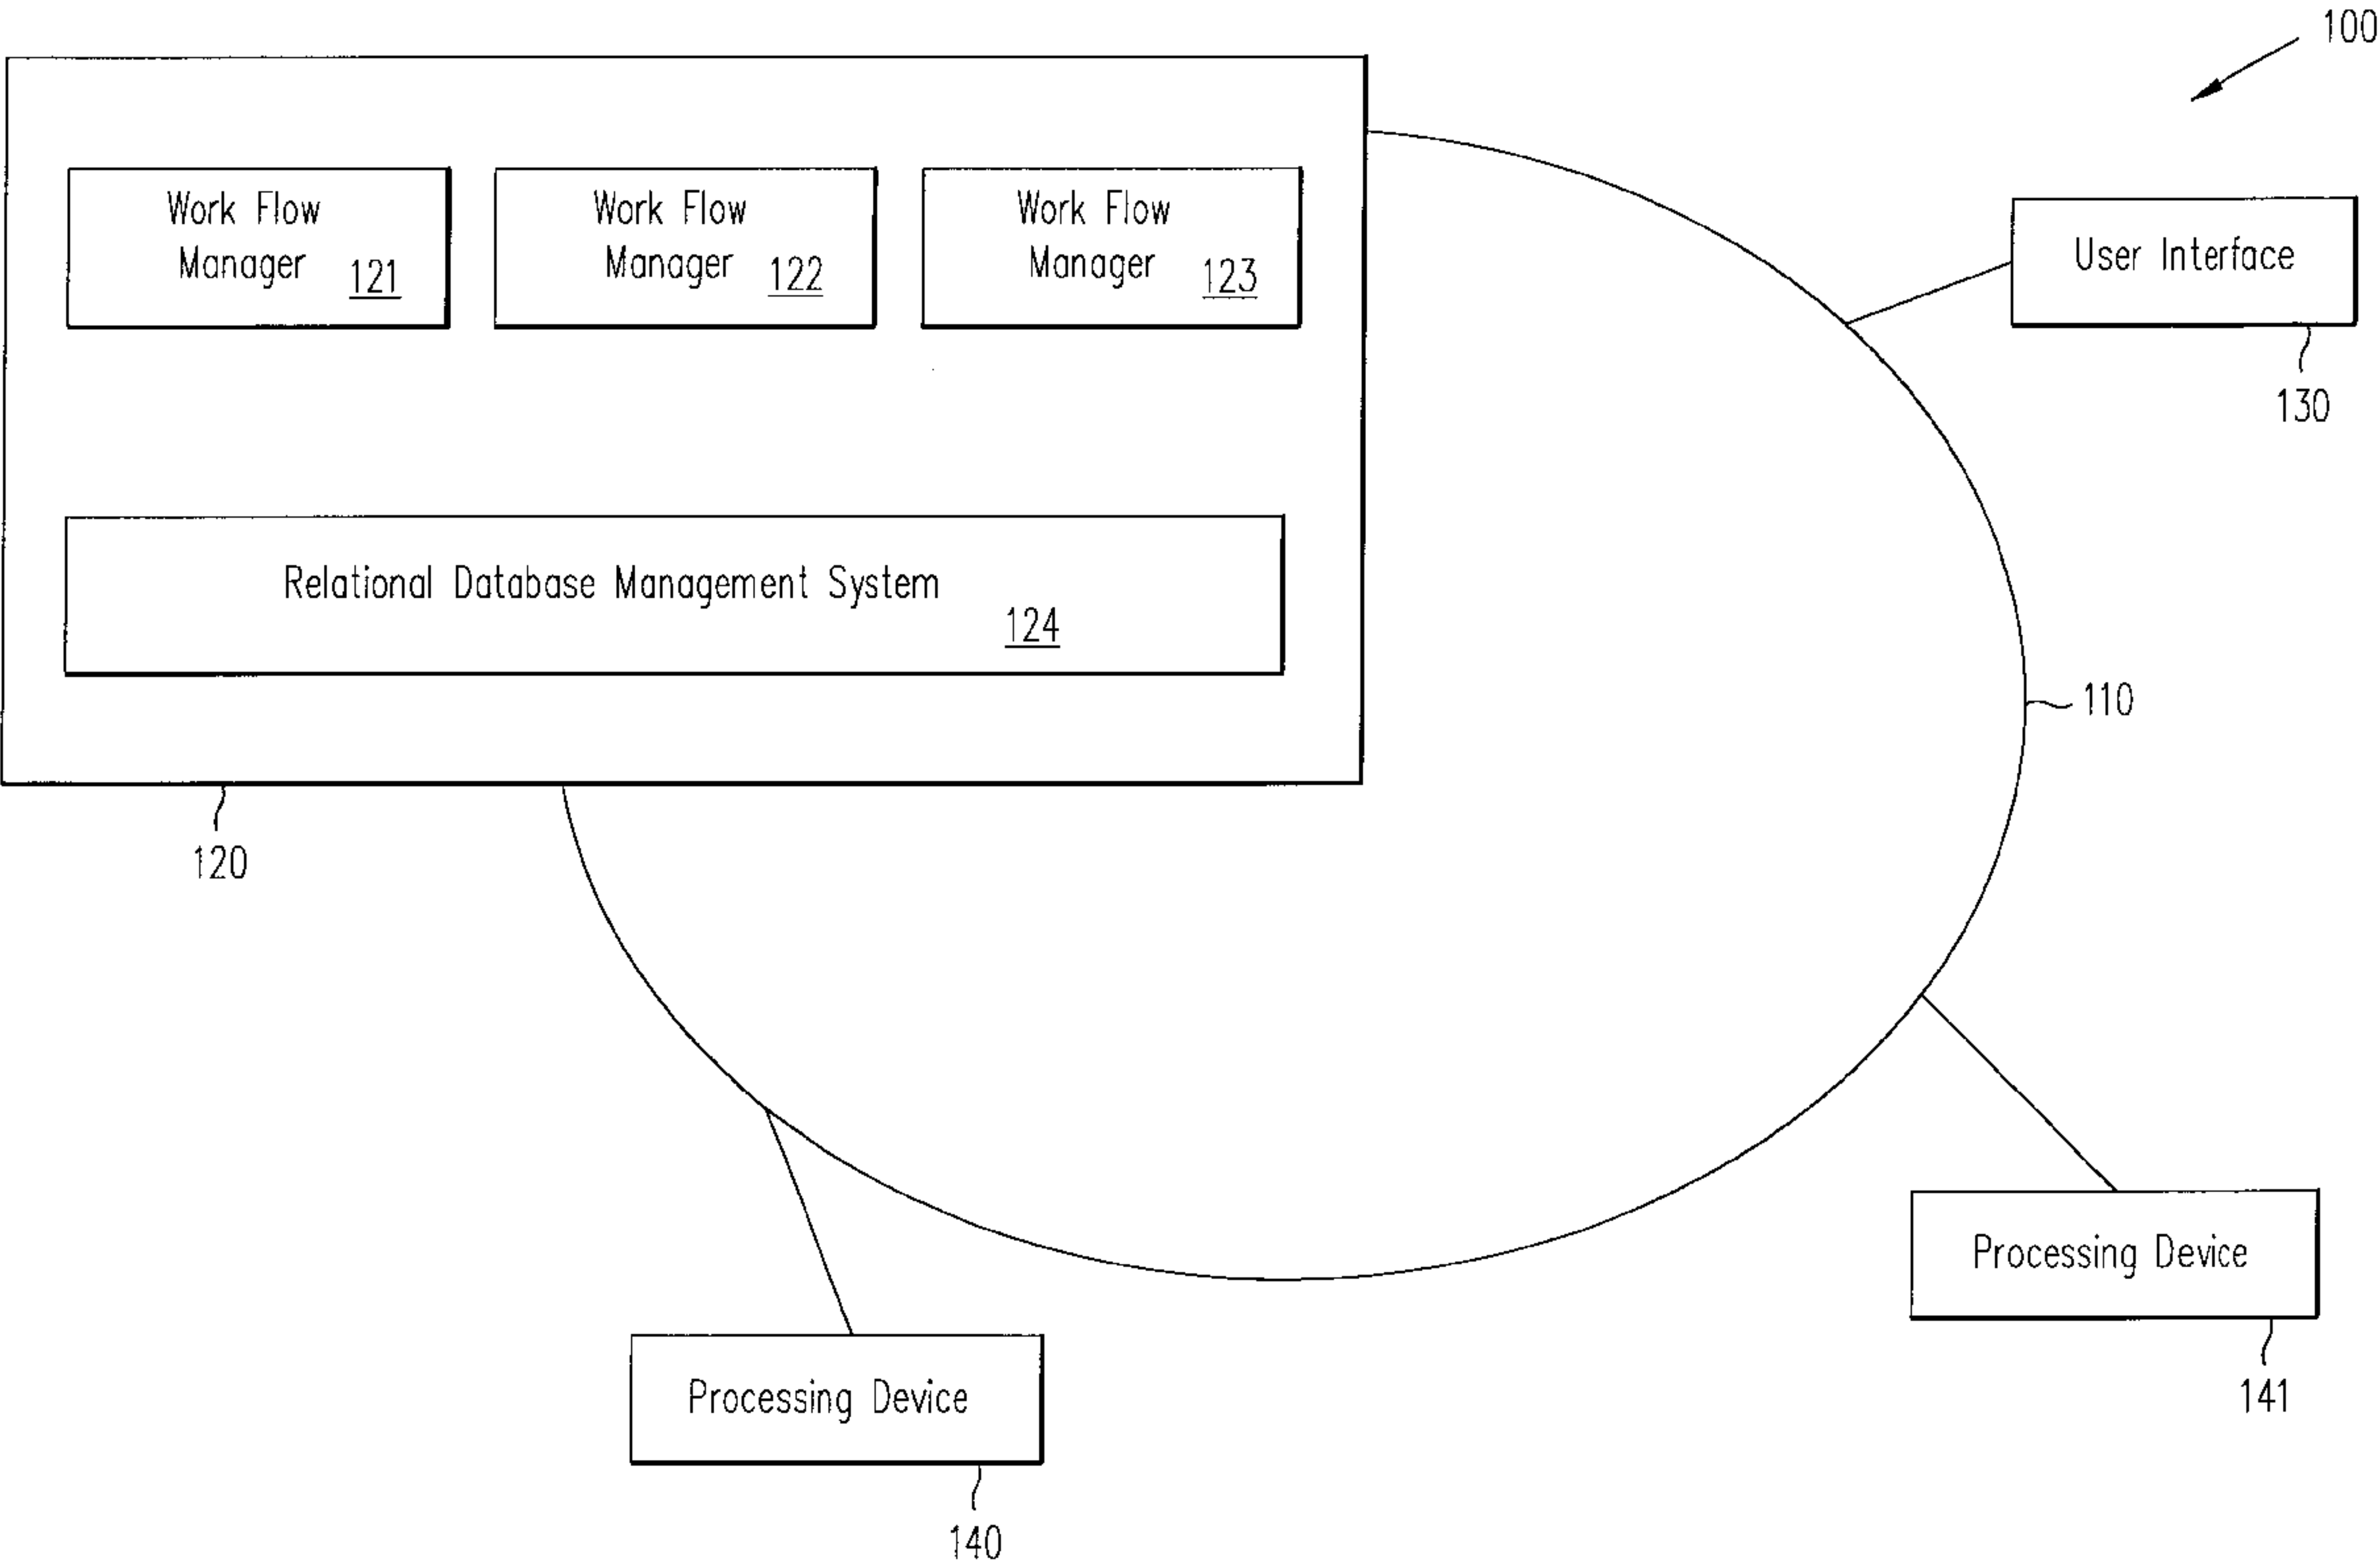 100
Work Flow
Manager 121
Work Flow
Manager 122
Work Flow
Manager 123
User Interface
130
Relational Database Management System
124
110
120
Processing Device
141
Processing Device
140